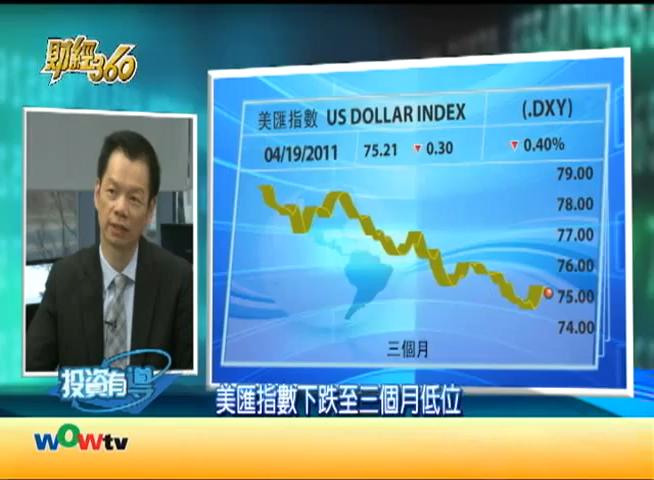 財經360
美匯指數 US DOLLAR INDEX (.DXY)
04/19/2011 75.21 ▼ 0.30 ▼ 0.40%
79.00
78.00
77.00
76.00
75.00
74.00
三個月
投資有導
美匯指數下跌至三個月低位
WOWtv